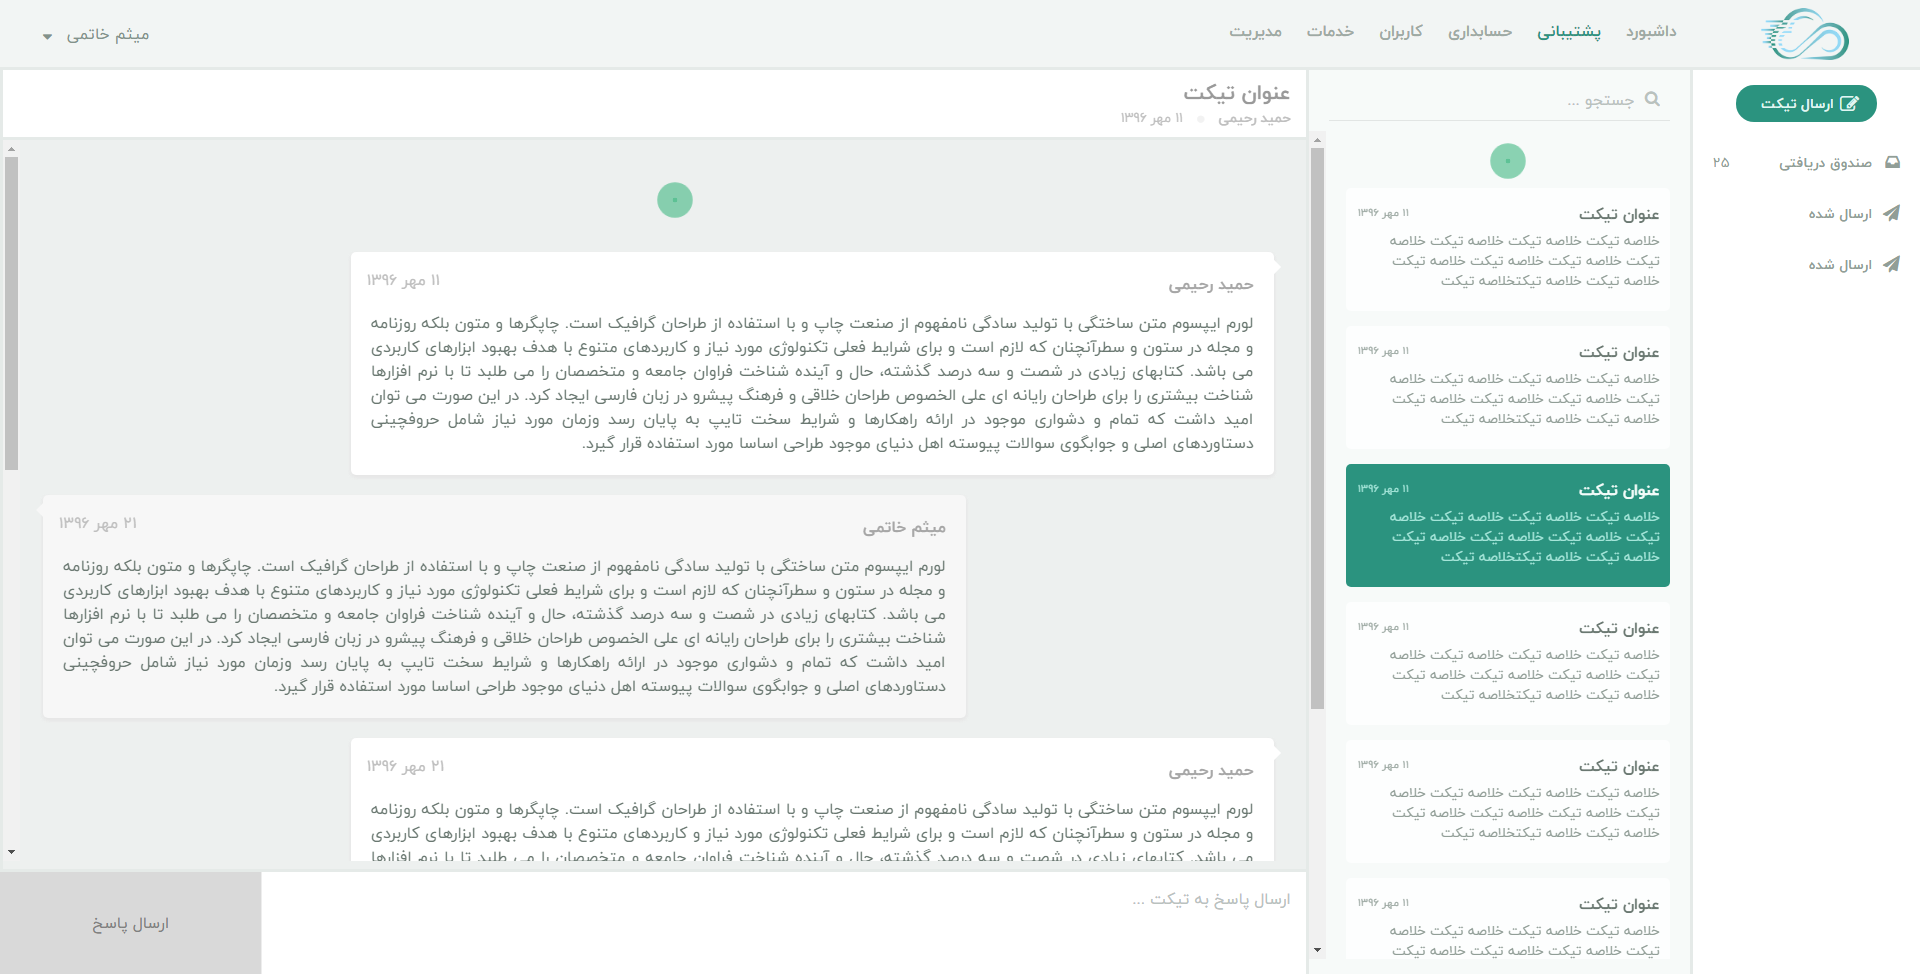 داشبورد
پشتیبانی
حسابداری
کاربران
خدمات
مدیریت
میثم خاتمی
ارسال تیکت
صندوق دریافتی ۲۵
ارسال شده
ارسال شده
جستجو ...
عنوان تیکت ۱۱ مهر ۱۳۹۶
خلاصه تیکت خلاصه تیکت خلاصه تیکت خلاصه
تیکت خلاصه تیکت خلاصه تیکت خلاصه تیکت
خلاصه تیکت خلاصه تیکتخلاصه تیکت
عنوان تیکت ۱۱ مهر ۱۳۹۶
خلاصه تیکت خلاصه تیکت خلاصه تیکت خلاصه
تیکت خلاصه تیکت خلاصه تیکت خلاصه تیکت
خلاصه تیکت خلاصه تیکتخلاصه تیکت
عنوان تیکت ۱۱ مهر ۱۳۹۶
خلاصه تیکت خلاصه تیکت خلاصه تیکت خلاصه
تیکت خلاصه تیکت خلاصه تیکت خلاصه تیکت
خلاصه تیکت خلاصه تیکتخلاصه تیکت
عنوان تیکت ۱۱ مهر ۱۳۹۶
خلاصه تیکت خلاصه تیکت خلاصه تیکت خلاصه
تیکت خلاصه تیکت خلاصه تیکت خلاصه تیکت
خلاصه تیکت خلاصه تیکتخلاصه تیکت
عنوان تیکت ۱۱ مهر ۱۳۹۶
خلاصه تیکت خلاصه تیکت خلاصه تیکت خلاصه
تیکت خلاصه تیکت خلاصه تیکت خلاصه تیکت
خلاصه تیکت خلاصه تیکتخلاصه تیکت
عنوان تیکت ۱۱ مهر ۱۳۹۶
خلاصه تیکت خلاصه تیکت خلاصه تیکت خلاصه
تیکت خلاصه تیکت خلاصه تیکت خلاصه تیکت
عنوان تیکت
حمید رحیمی ۱۱ مهر ۱۳۹۶
حمید رحیمی ۱۱ مهر ۱۳۹۶
لورم ایپسوم متن ساختگی با تولید سادگی نامفهوم از صنعت چاپ و با استفاده از طراحان گرافیک است. چاپگرها و متون بلکه روزنامه
و مجله در ستون و سطرآنچنان که لازم است و برای شرایط فعلی تکنولوژی مورد نیاز و کاربردهای متنوع با هدف بهبود ابزارهای کاربردی
می باشد. کتابهای زیادی در شصت و سه درصد گذشته، حال و آینده شناخت فراوان جامعه و متخصصان را می طلبد تا با نرم افزارها
شناخت بیشتری را برای طراحان رایانه ای علی الخصوص طراحان خلاقی و فرهنگ پیشرو در زبان فارسی ایجاد کرد. در این صورت می توان
امید داشت که تمام و دشواری موجود در ارائه راهکارها و شرایط سخت تایپ به پایان رسد وزمان مورد نیاز شامل حروفچینی
دستاوردهای اصلی و جوابگوی سوالات پیوسته اهل دنیای موجود طراحی اساسا مورد استفاده قرار گیرد.
میثم خاتمی ۲۱ مهر ۱۳۹۶
لورم ایپسوم متن ساختگی با تولید سادگی نامفهوم از صنعت چاپ و با استفاده از طراحان گرافیک است. چاپگرها و متون بلکه روزنامه
و مجله در ستون و سطرآنچنان که لازم است و برای شرایط فعلی تکنولوژی مورد نیاز و کاربردهای متنوع با هدف بهبود ابزارهای کاربردی
می باشد. کتابهای زیادی در شصت و سه درصد گذشته، حال و آینده شناخت فراوان جامعه و متخصصان را می طلبد تا با نرم افزارها
شناخت بیشتری را برای طراحان رایانه ای علی الخصوص طراحان خلاقی و فرهنگ پیشرو در زبان فارسی ایجاد کرد. در این صورت می توان
امید داشت که تمام و دشواری موجود در ارائه راهکارها و شرایط سخت تایپ به پایان رسد وزمان مورد نیاز شامل حروفچینی
دستاوردهای اصلی و جوابگوی سوالات پیوسته اهل دنیای موجود طراحی اساسا مورد استفاده قرار گیرد.
حمید رحیمی ۲۱ مهر ۱۳۹۶
لورم ایپسوم متن ساختگی با تولید سادگی نامفهوم از صنعت چاپ و با استفاده از طراحان گرافیک است. چاپگرها و متون بلکه روزنامه
و مجله در ستون و سطرآنچنان که لازم است و برای شرایط فعلی تکنولوژی مورد نیاز و کاربردهای متنوع با هدف بهبود ابزارهای کاربردی
می باشد. کتابهای زیادی در شصت و سه درصد گذشته، حال و آینده شناخت فراوان جامعه و متخصصان را می طلبد تا با نرم افزارها
ارسال پاسخ به تیکت ...
ارسال پاسخ